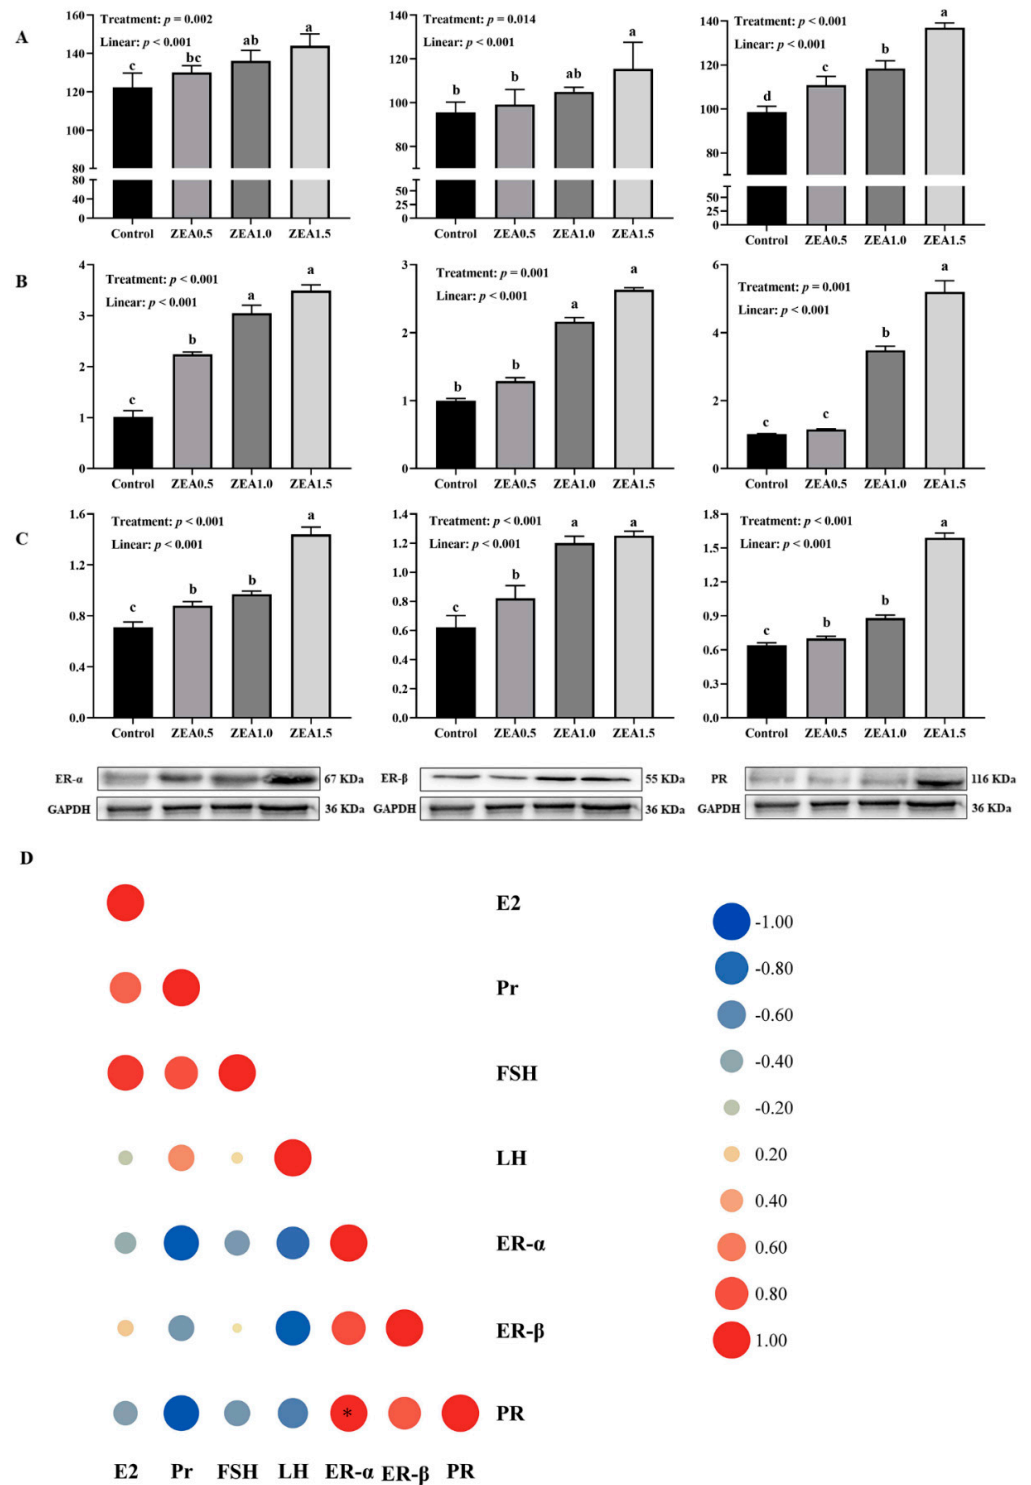 A
Treatment: p = 0.002
Linear: p < 0.001
160
140
120
100
80
80
60
40
20
0
c
bc
ab
a
Control ZEA0.5 ZEA1.0 ZEA1.5
Treatment: p = 0.014
Linear: p < 0.001
140
120
100
80
75
50
25
0
b
b
ab
a
Control ZEA0.5 ZEA1.0 ZEA1.5
Treatment: p < 0.001
Linear: p < 0.001
140
120
100
80
50
25
0
d
c
b
a
Control ZEA0.5 ZEA1.0 ZEA1.5
B
Treatment: p < 0.001
Linear: p < 0.001
4
3
2
1
0
c
b
a
a
Control ZEA0.5 ZEA1.0 ZEA1.5
Treatment: p = 0.001
Linear: p < 0.001
3
2
1
0
b
b
a
a
Control ZEA0.5 ZEA1.0 ZEA1.5
Treatment: p = 0.001
Linear: p < 0.001
6
4
2
0
c
c
b
a
Control ZEA0.5 ZEA1.0 ZEA1.5
C
Treatment: p < 0.001
Linear: p < 0.001
1.6
1.2
0.8
0.4
0.0
c
b
b
a
Control ZEA0.5 ZEA1.0 ZEA1.5
Treatment: p < 0.001
Linear: p < 0.001
1.4
1.2
1.0
0.8
0.6
0.4
0.2
0.0
c
b
a
a
Control ZEA0.5 ZEA1.0 ZEA1.5
Treatment: p < 0.001
Linear: p < 0.001
1.8
1.5
1.2
0.9
0.6
0.3
0.0
c
b
b
a
Control ZEA0.5 ZEA1.0 ZEA1.5
ER-α 67 KDa
GAPDH 36 KDa
ER-β 55 KDa
GAPDH 36 KDa
PR 116 KDa
GAPDH 36 KDa
D
E2
Pr
FSH
LH
ER-α
ER-β
* PR
E2 Pr FSH LH ER-α ER-β PR
-1.00
-0.80
-0.60
-0.40
-0.20
0.20
0.40
0.60
0.80
1.00